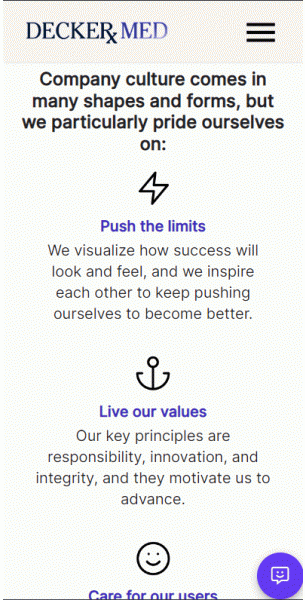 DECKERx MED
Company culture comes in
many shapes and forms, but
we particularly pride ourselves
on:
Push the limits
We visualize how success will
look and feel, and we inspire
each other to keep pushing
ourselves to become better.
Live our values
Our key principles are
responsibility, innovation, and
integrity, and they motivate us to
advance.
Care for our users